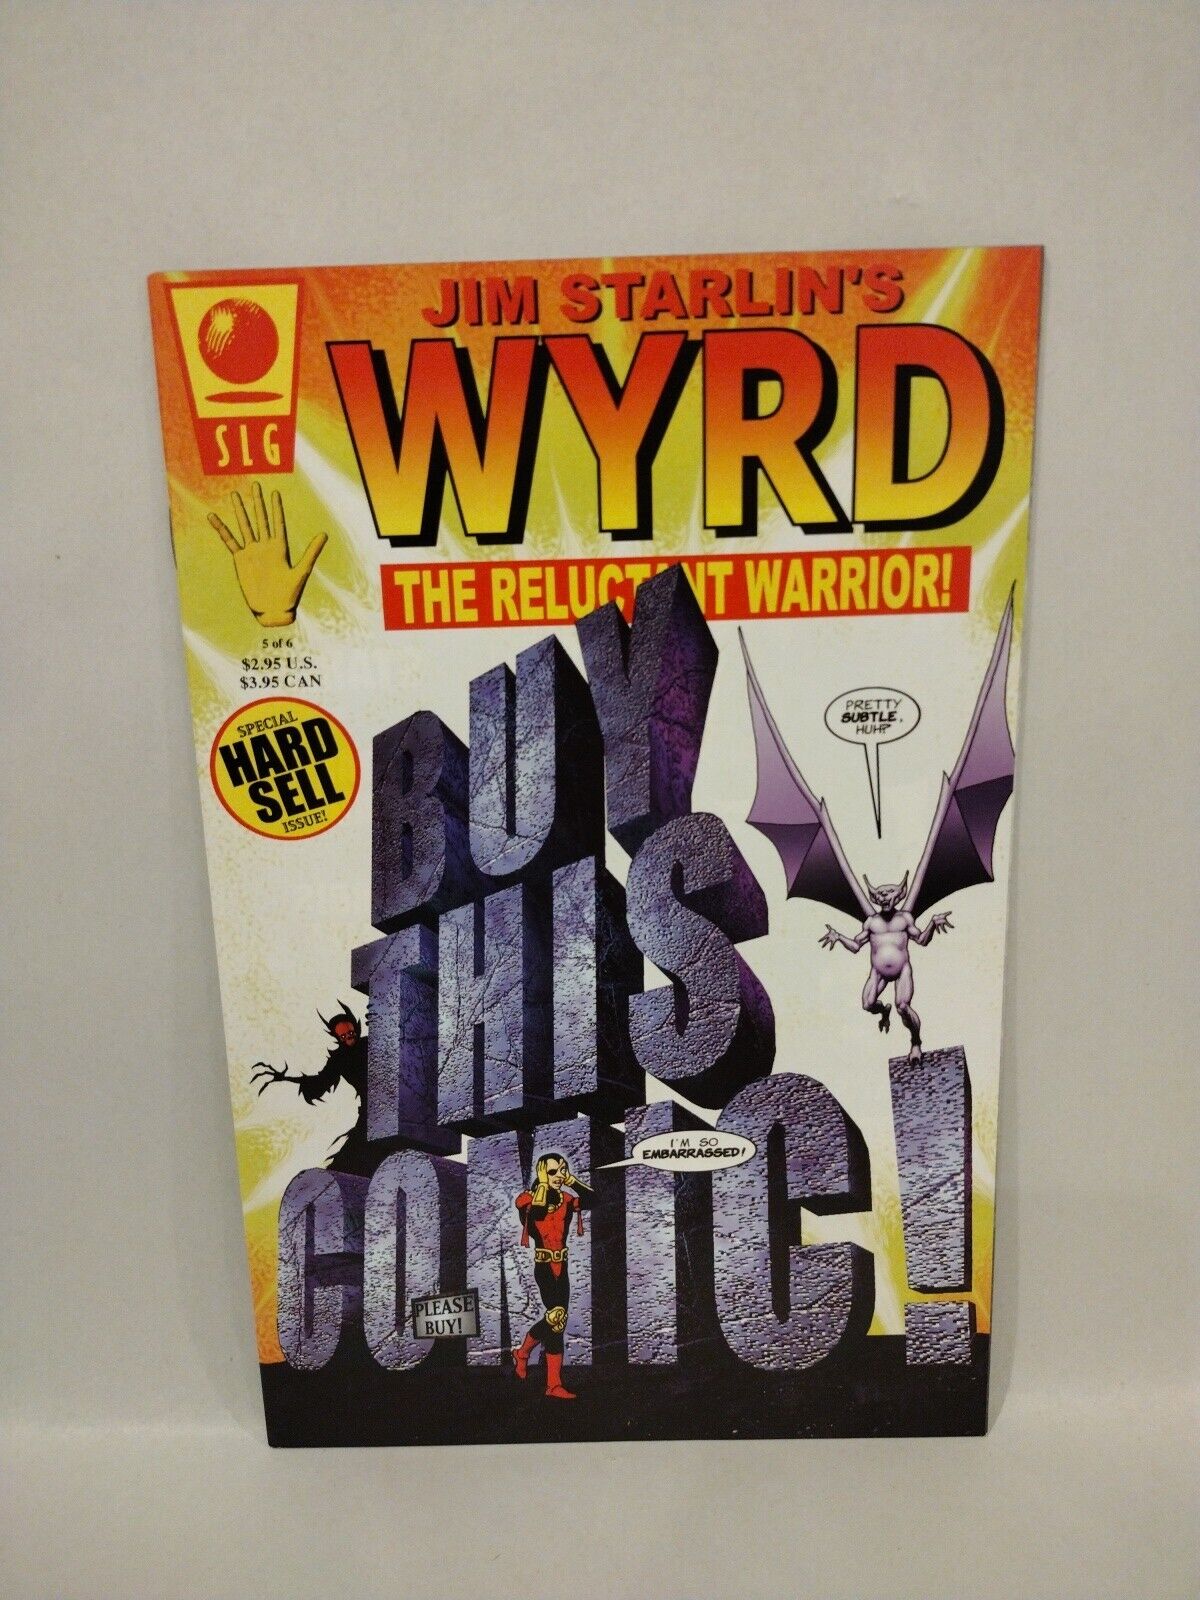 JIM STARLIN'S
WYRD
THE RELUCTANT WARRIOR!
SLG
5 of 6
$2.95 U.S.
$3.95 CAN
SPECIAL
HARD
SELL
ISSUE!
BUY
THIS
COMIC!
PRETTY
SUBTLE,
HUH?
I'M SO
EMBARRASSED!
PLEASE
BUY!